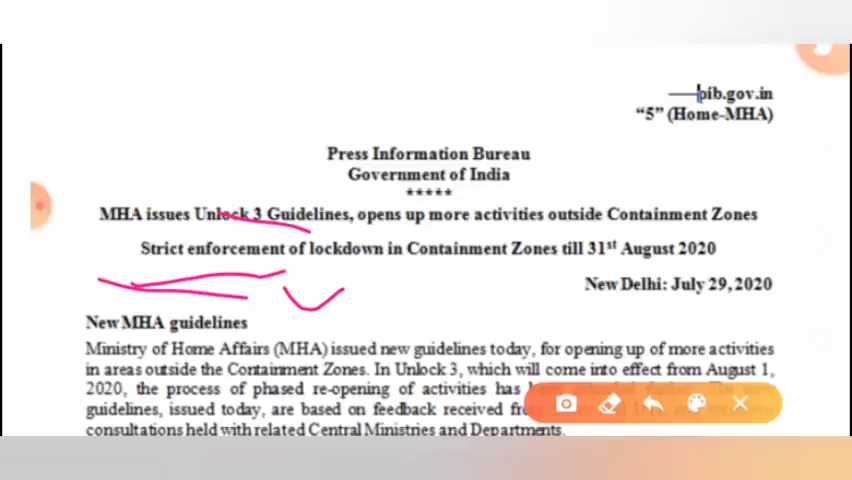 pib.gov.in
“5” (Home-MHA)
Press Information Bureau
Government of India
*****
MHA issues Unlock 3 Guidelines, opens up more activities outside Containment Zones
Strict enforcement of lockdown in Containment Zones till 31st August 2020
New Delhi: July 29, 2020
New MHA guidelines
Ministry of Home Affairs (MHA) issued new guidelines today, for opening up of more activities
in areas outside the Containment Zones. In Unlock 3, which will come into effect from August 1,
2020, the process of phased re-opening of activities has
guidelines, issued today, are based on feedback received from
consultations held with related Central Ministries and Departments.